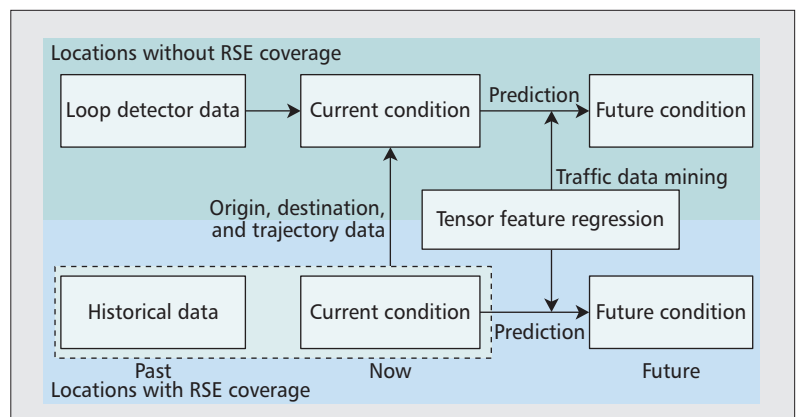 Locations without RSE coverage
Loop detector data
Current condition
Prediction
Future condition
Traffic data mining
Origin, destination,
and trajectory data
Tensor feature regression
Historical data
Current condition
Prediction
Future condition
Past
Now
Future
Locations with RSE coverage